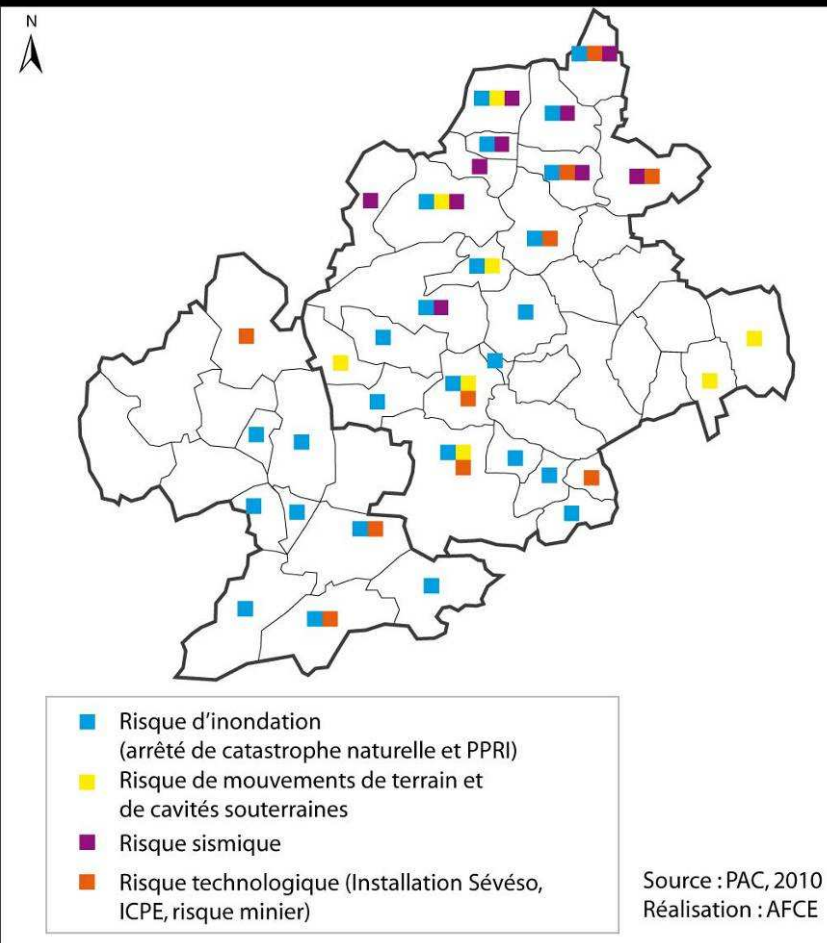 N
Risque d'inondation
(arrêté de catastrophe naturelle et PPRI)
Risque de mouvements de terrain et
de cavités souterraines
Risque sismique
Risque technologique (Installation Sévéso,
ICPE, risque minier)
Source : PAC, 2010
Réalisation : AFCE